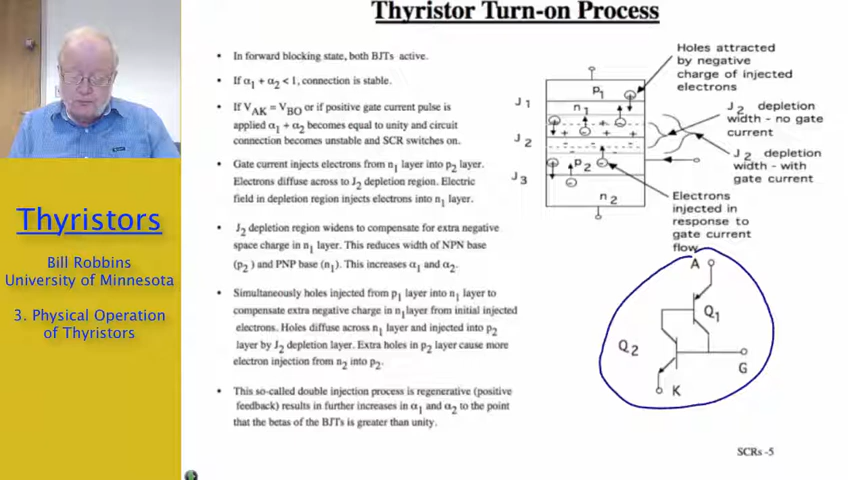 Thyristor Turn-on Process
• In forward blocking state, both BJTs active.
• If α1 + α2 < 1, connection is stable.
• If VAK = VBO or if positive gate current pulse is
applied α1 + α2 becomes equal to unity and circuit
connection becomes unstable and SCR switches on.
• Gate current injects electrons from n1 layer into p2 layer.
Electrons diffuse across to J2 depletion region. Electric
field in depletion region injects electrons into n1 layer.
• J2 depletion region widens to compensate for extra negative
space charge in n1 layer. This reduces width of NPN base
(p2) and PNP base (n1). This increases α1 and α2.
• Simultaneously holes injected from p1 layer into n1 layer to
compensate extra negative charge in n1 layer from initial injected
electrons. Holes diffuse across n1 layer and injected into p2
layer by J2 depletion layer. Extra holes in p2 layer cause more
electron injection from n2 into p2.
• This so-called double injection process is regenerative (positive
feedback) results in further increases in α1 and α2 to the point
that the betas of the BJTs is greater than unity.
Holes attracted
by negative
charge of injected
electrons
P1
J1
n1
J2 depletion
width - no gate
current
J2
J2 depletion
width - with
gate current
P2
J3
n2
Electrons
injected in
response to
gate current
flow
A
Q1
Q2
G
K
SCRs -5
Thyristors
Bill Robbins
University of Minnesota
3. Physical Operation
of Thyristors